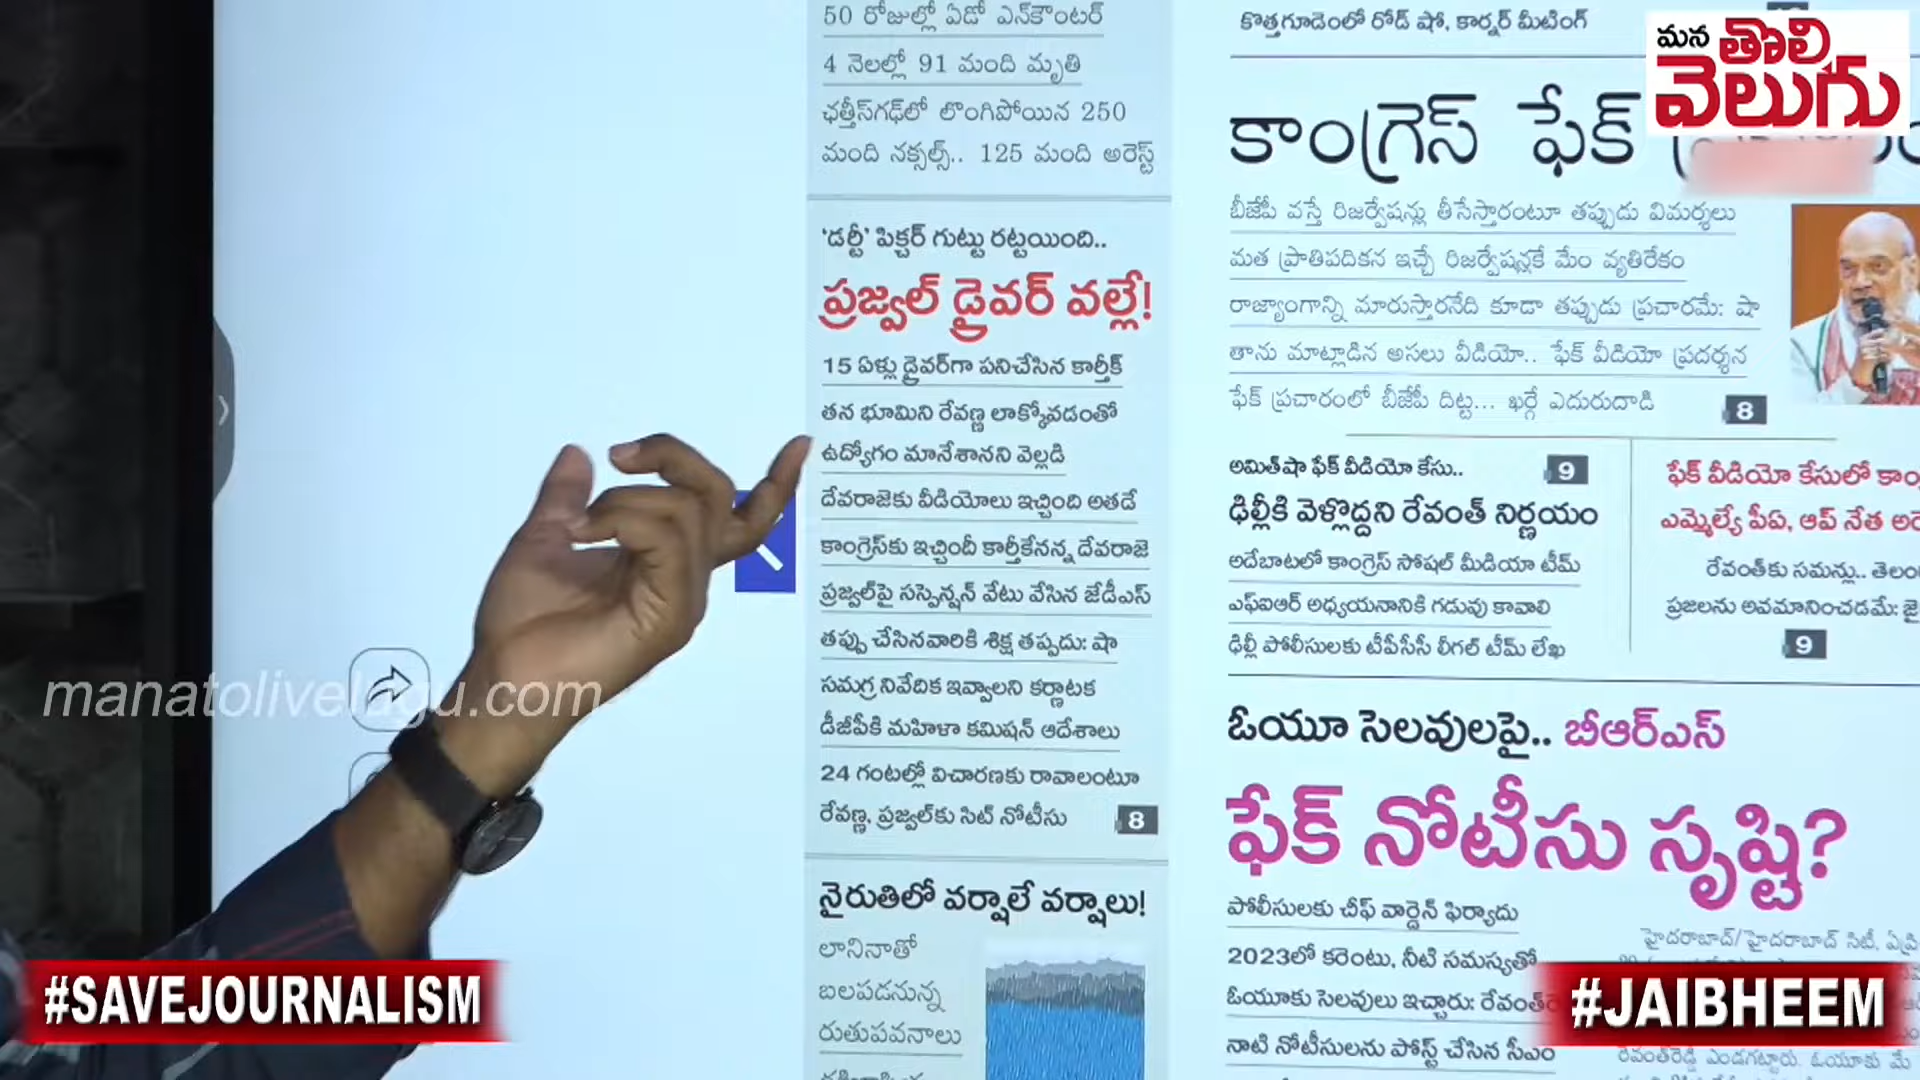 50 రోజుల్లో ఏడో ఎన్‌కౌంటర్
4 నెలల్లో 91 మంది మృతి
ఛత్తీస్‌గఢ్‌లో లొంగిపోయిన 250
మంది నక్సల్స్.. 125 మంది అరెస్ట్
'డర్టీ' పిక్చర్ గుట్టు రట్టయింది..
ప్రజ్వల్ డ్రైవర్ వల్లే!
15 ఏళ్లు డ్రైవర్‌గా పనిచేసిన కార్తీక్
తన భూమిని రేవణ్ణ లాక్కోవడంతో
ఉద్యోగం మానేశానని వెల్లడి
దేవరాజెకు వీడియోలు ఇచ్చింది అతడే
కాంగ్రెస్‌కు ఇచ్చిందీ కార్తీకేనన్న దేవరాజె
ప్రజ్వల్‌పై సస్పెన్షన్ వేటు వేసిన జేడీఎస్
తప్పు చేసినవారికి శిక్ష తప్పదు: షా
సమగ్ర నివేదిక ఇవ్వాలని కర్ణాటక
డీజీపీకి మహిళా కమిషన్ ఆదేశాలు
24 గంటల్లో విచారణకు రావాలంటూ
రేవణ్ణ, ప్రజ్వల్‌కు సిట్ నోటీసు
8
నైరుతిలో వర్షాలే వర్షాలు!
లానినాతో
బలపడనున్న
రుతుపవనాలు
కొత్తగూడెంలో రోడ్ షో, కార్నర్ మీటింగ్
కాంగ్రెస్ ఫేక్
బీజేపీ వస్తే రిజర్వేషన్లు తీసేస్తారంటూ తప్పుడు విమర్శలు
మత ప్రాతిపదికన ఇచ్చే రిజర్వేషన్లకే మేం వ్యతిరేకం
రాజ్యాంగాన్ని మారుస్తారనేది కూడా తప్పుడు ప్రచారమే: షా
తాను మాట్లాడిన అసలు వీడియో.. ఫేక్ వీడియో ప్రదర్శన
ఫేక్ ప్రచారంలో బీజేపీ దిట్ట... ఖర్గే ఎదురుదాడి
8
అమిత్‌షా ఫేక్ వీడియో కేసు..
9
ఢిల్లీకి వెళ్లొద్దని రేవంత్ నిర్ణయం
అదేబాటలో కాంగ్రెస్ సోషల్ మీడియా టీమ్
ఎఫ్ఐఆర్ అధ్యయనానికి గడువు కావాలి
ఢిల్లీ పోలీసులకు టీపీసీసీ లీగల్ టీమ్ లేఖ
ఫేక్ వీడియో కేసులో
ఎమ్మెల్యే పీఏ, ఆప్ నేత
రేవంత్‌కు సమన్లు..
ప్రజలను అవమానించడమే:
9
ఓయూ సెలవులపై.. బీఆర్ఎస్
ఫేక్ నోటీసు సృష్టి?
పోలీసులకు చీఫ్ వార్డెన్ ఫిర్యాదు
2023లో కరెంటు, నీటి సమస్యతో
ఓయూకు సెలవులు ఇచ్చారు:
నాటి నోటీసులను పోస్ట్ చేసిన సీఎం
హైదరాబాద్/హైదరాబాద్ సిటీ,
మన
తొలి
వెలుగు
manatolivelagu.com
#SAVEJOURNALISM
#JAIBHEEM